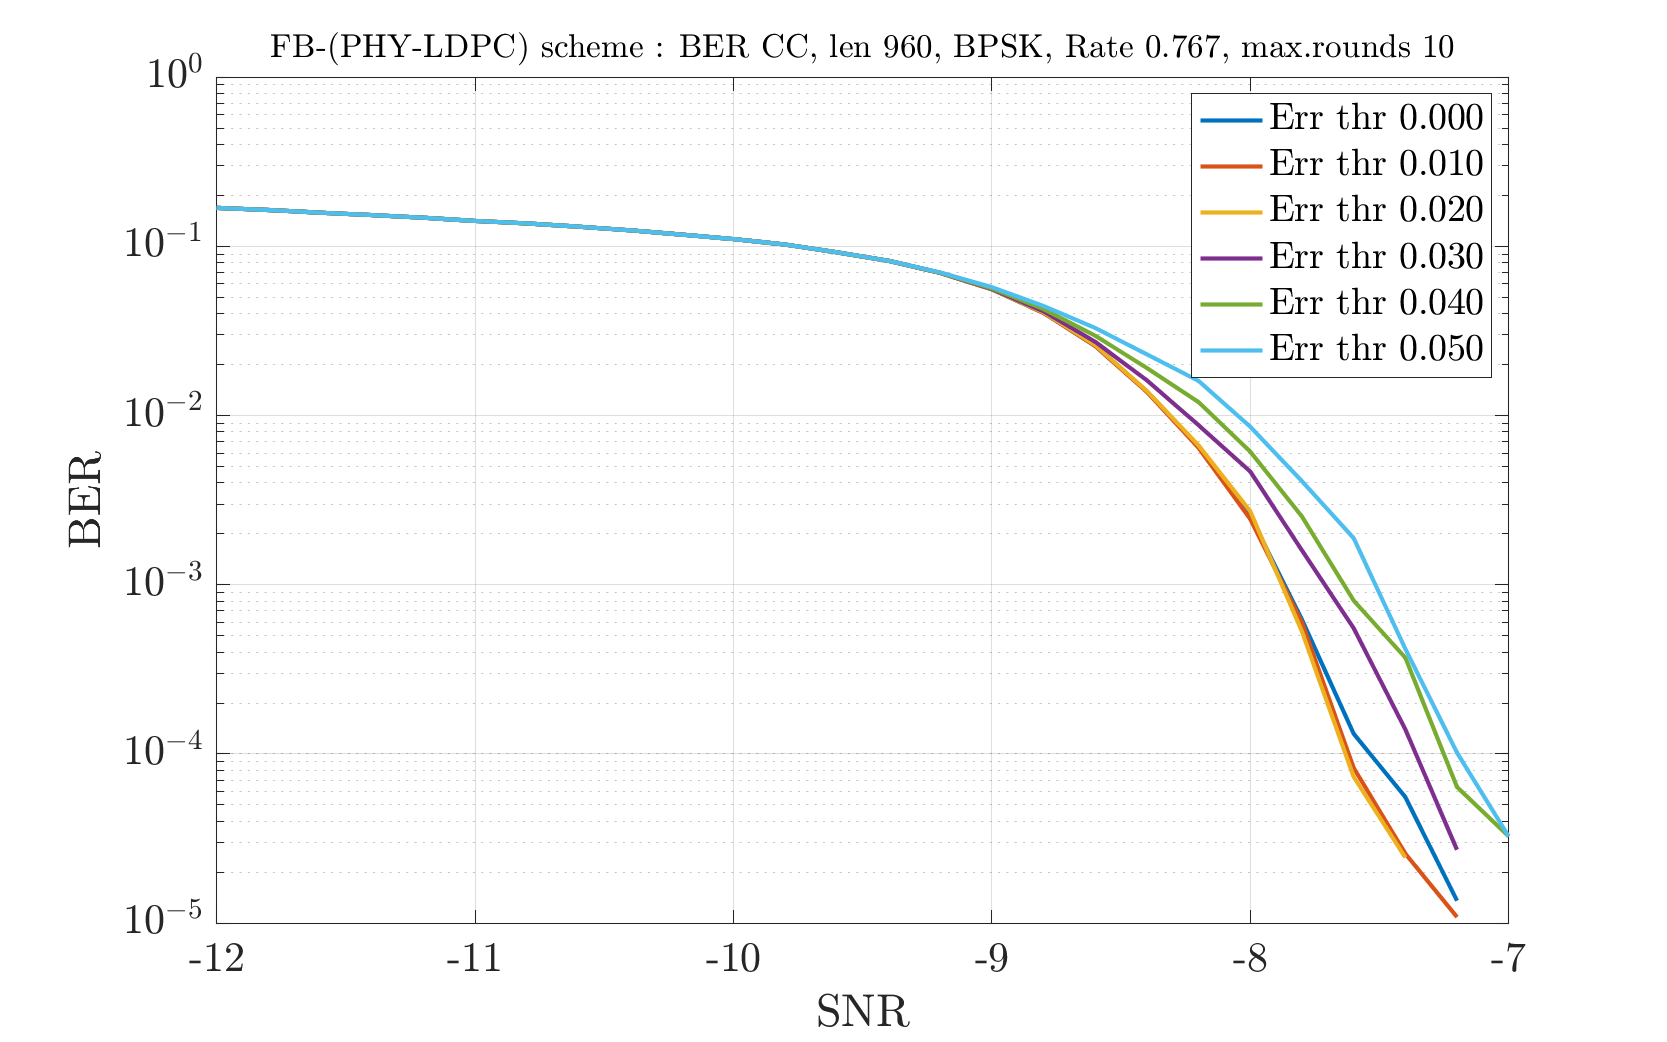 FB-(PHY-LDPC) scheme : BER CC, len 960, BPSK, Rate 0.767, max.rounds 10
10^0
10^−1
10^−2
10^−3
10^−4
10^−5
BER
Err thr 0.000
Err thr 0.010
Err thr 0.020
Err thr 0.030
Err thr 0.040
Err thr 0.050
-12 -11 -10 -9 -8 -7
SNR